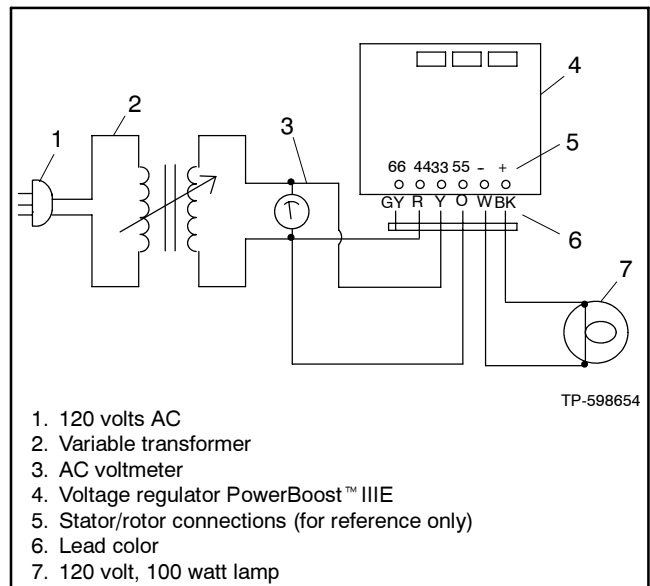 4
2
3
5
1
66 4433 55 - +
GY R Y O W BK
6
7
TP-598654
1. 120 volts AC
2. Variable transformer
3. AC voltmeter
4. Voltage regulator PowerBoost™ IIIE
5. Stator/rotor connections (for reference only)
6. Lead color
7. 120 volt, 100 watt lamp